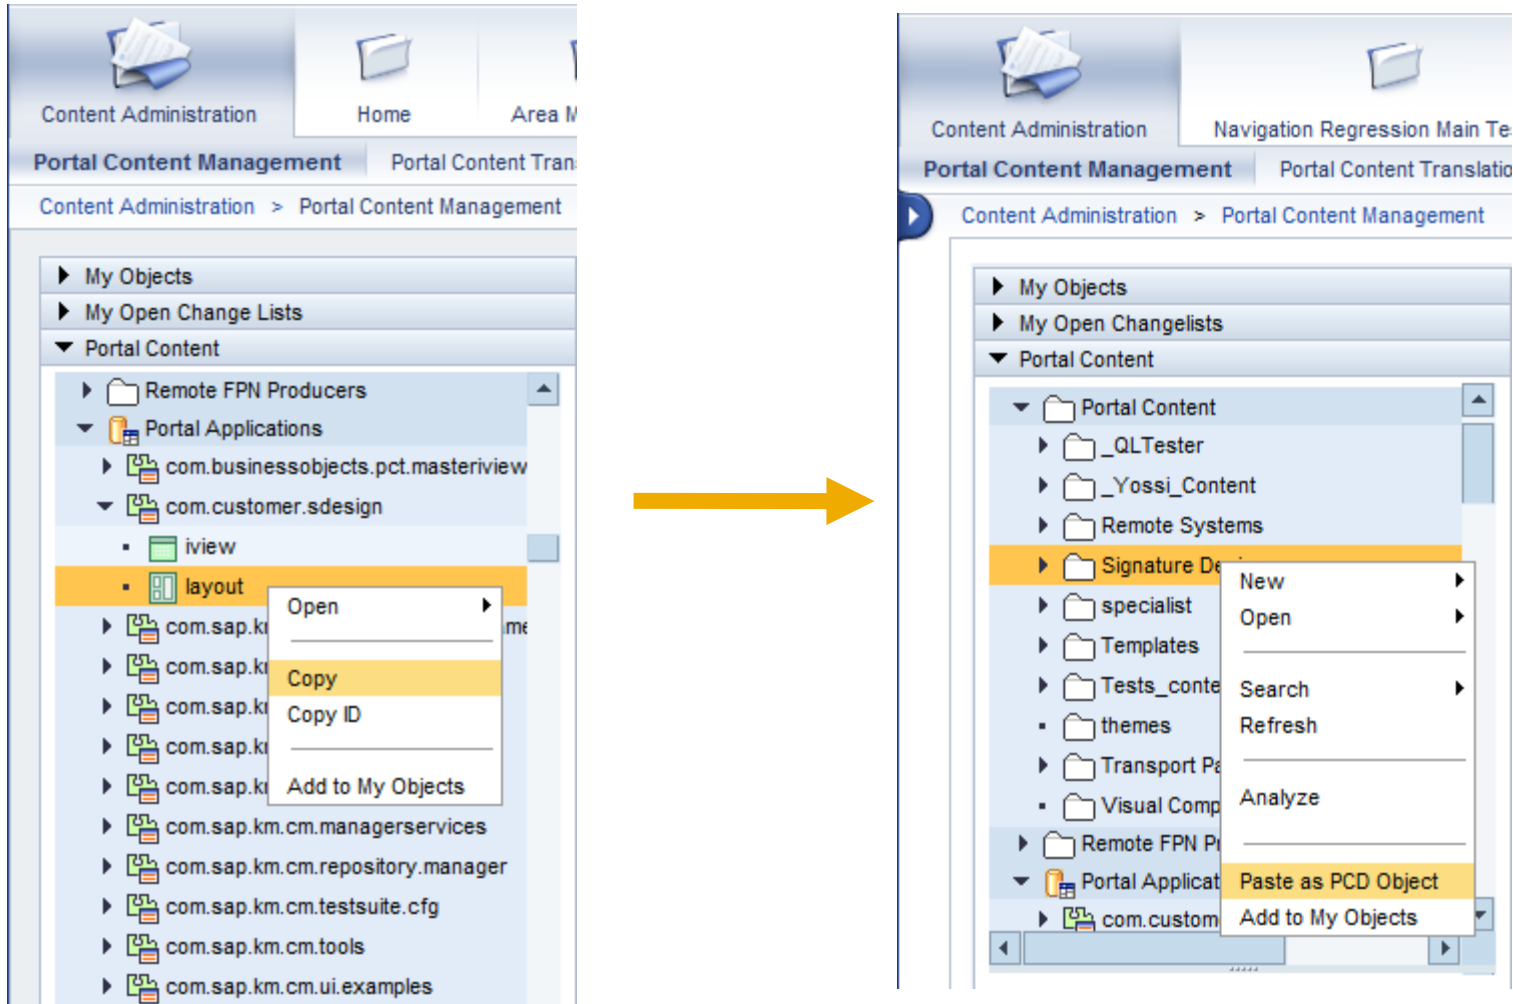 Content Administration
Home
Area M
Portal Content Management
Portal Content Tran
Content Administration > Portal Content Management
My Objects
My Open Change Lists
Portal Content
Remote FPN Producers
Portal Applications
com.businessobjects.pct.masteriview
com.customer.sdesign
iview
layout
Open
com.sap.k
me
Copy
com.sap.k
Copy ID
com.sap.k
com.sap.k
com.sap.k
Add to My Objects
com.sap.km.cm.managerservices
com.sap.km.cm.repository.manager
com.sap.km.cm.testsuite.cfg
com.sap.km.cm.tools
com.sap.km.cm.ui.examples
Content Administration
Navigation Regression Main Te
Portal Content Management
Portal Content Translatio
Content Administration > Portal Content Management
My Objects
My Open Changelists
Portal Content
Portal Content
_QLTester
_Yossi_Content
Remote Systems
Signature De
New
specialist
Open
Templates
Tests_conte
Search
themes
Refresh
Transport Pa
Visual Comp
Analyze
Remote FPN P
Portal Applicat
Paste as PCD Object
com.custom
Add to My Objects